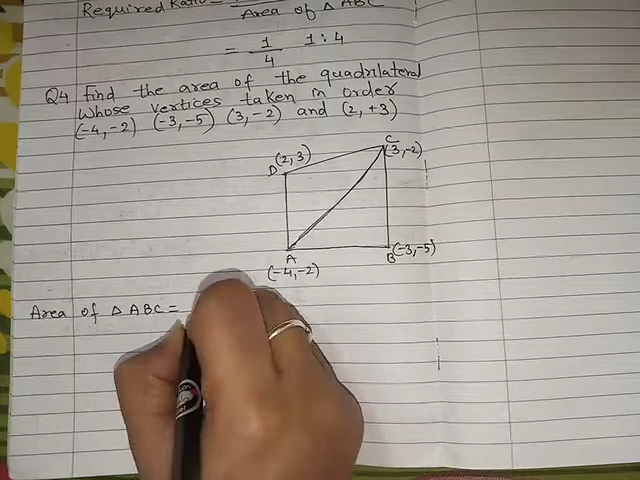 Required Ratio =
Area of Δ ABC
= 1/4 1:4
Q4 Find the area of the quadrilateral
whose vertices taken in order
(-4,-2) (-3,-5) (3,-2) and (2,+3)
C
D (2,3) (3,-2)
A B (-3,-5)
(-4,-2)
Area of Δ ABC =